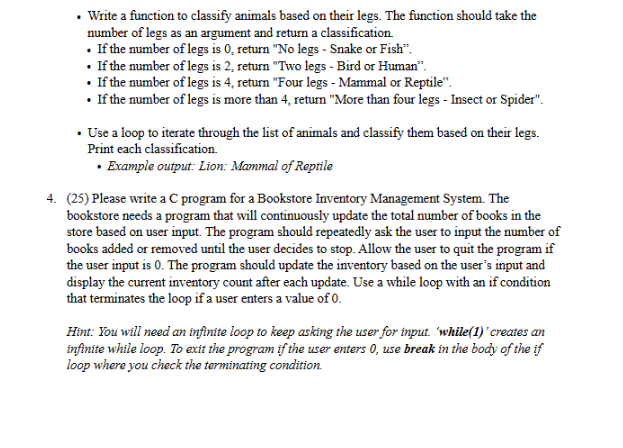 • Write a function to classify animals based on their legs. The function should take the
number of legs as an argument and return a classification.
• If the number of legs is 0, return "No legs - Snake or Fish”.
• If the number of legs is 2, return "Two legs - Bird or Human”.
• If the number of legs is 4, return "Four legs - Mammal or Reptile”.
• If the number of legs is more than 4, return "More than four legs - Insect or Spider".
• Use a loop to iterate through the list of animals and classify them based on their legs.
Print each classification.
• Example output: Lion: Mammal of Reptile
4. (25) Please write a C program for a Bookstore Inventory Management System. The
bookstore needs a program that will continuously update the total number of books in the
store based on user input. The program should repeatedly ask the user to input the number of
books added or removed until the user decides to stop. Allow the user to quit the program if
the user input is 0. The program should update the inventory based on the user’s input and
display the current inventory count after each update. Use a while loop with an if condition
that terminates the loop if a user enters a value of 0.
Hint: You will need an infinite loop to keep asking the user for input. ‘while(1)’ creates an
infinite while loop. To exit the program if the user enters 0, use break in the body of the if
loop where you check the terminating condition.